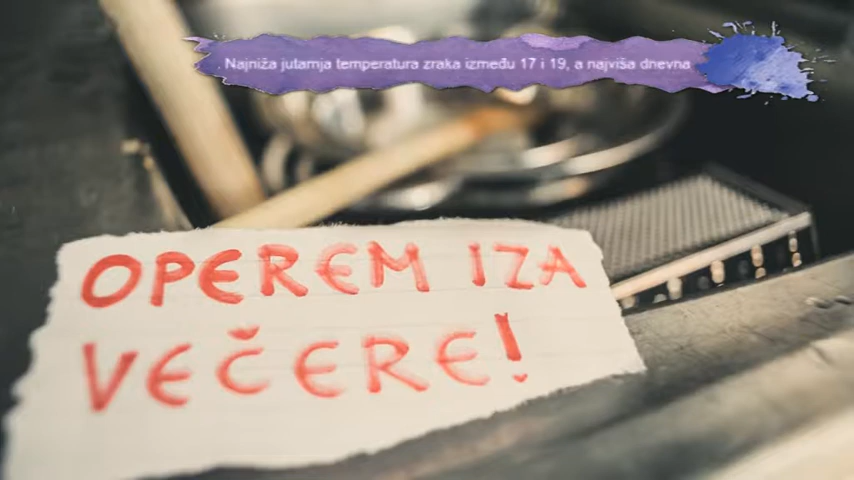 Najniža jutarnja temperatura zraka između 17 i 19, a najviša dnevna
OPEREM IZA
VEČERE!